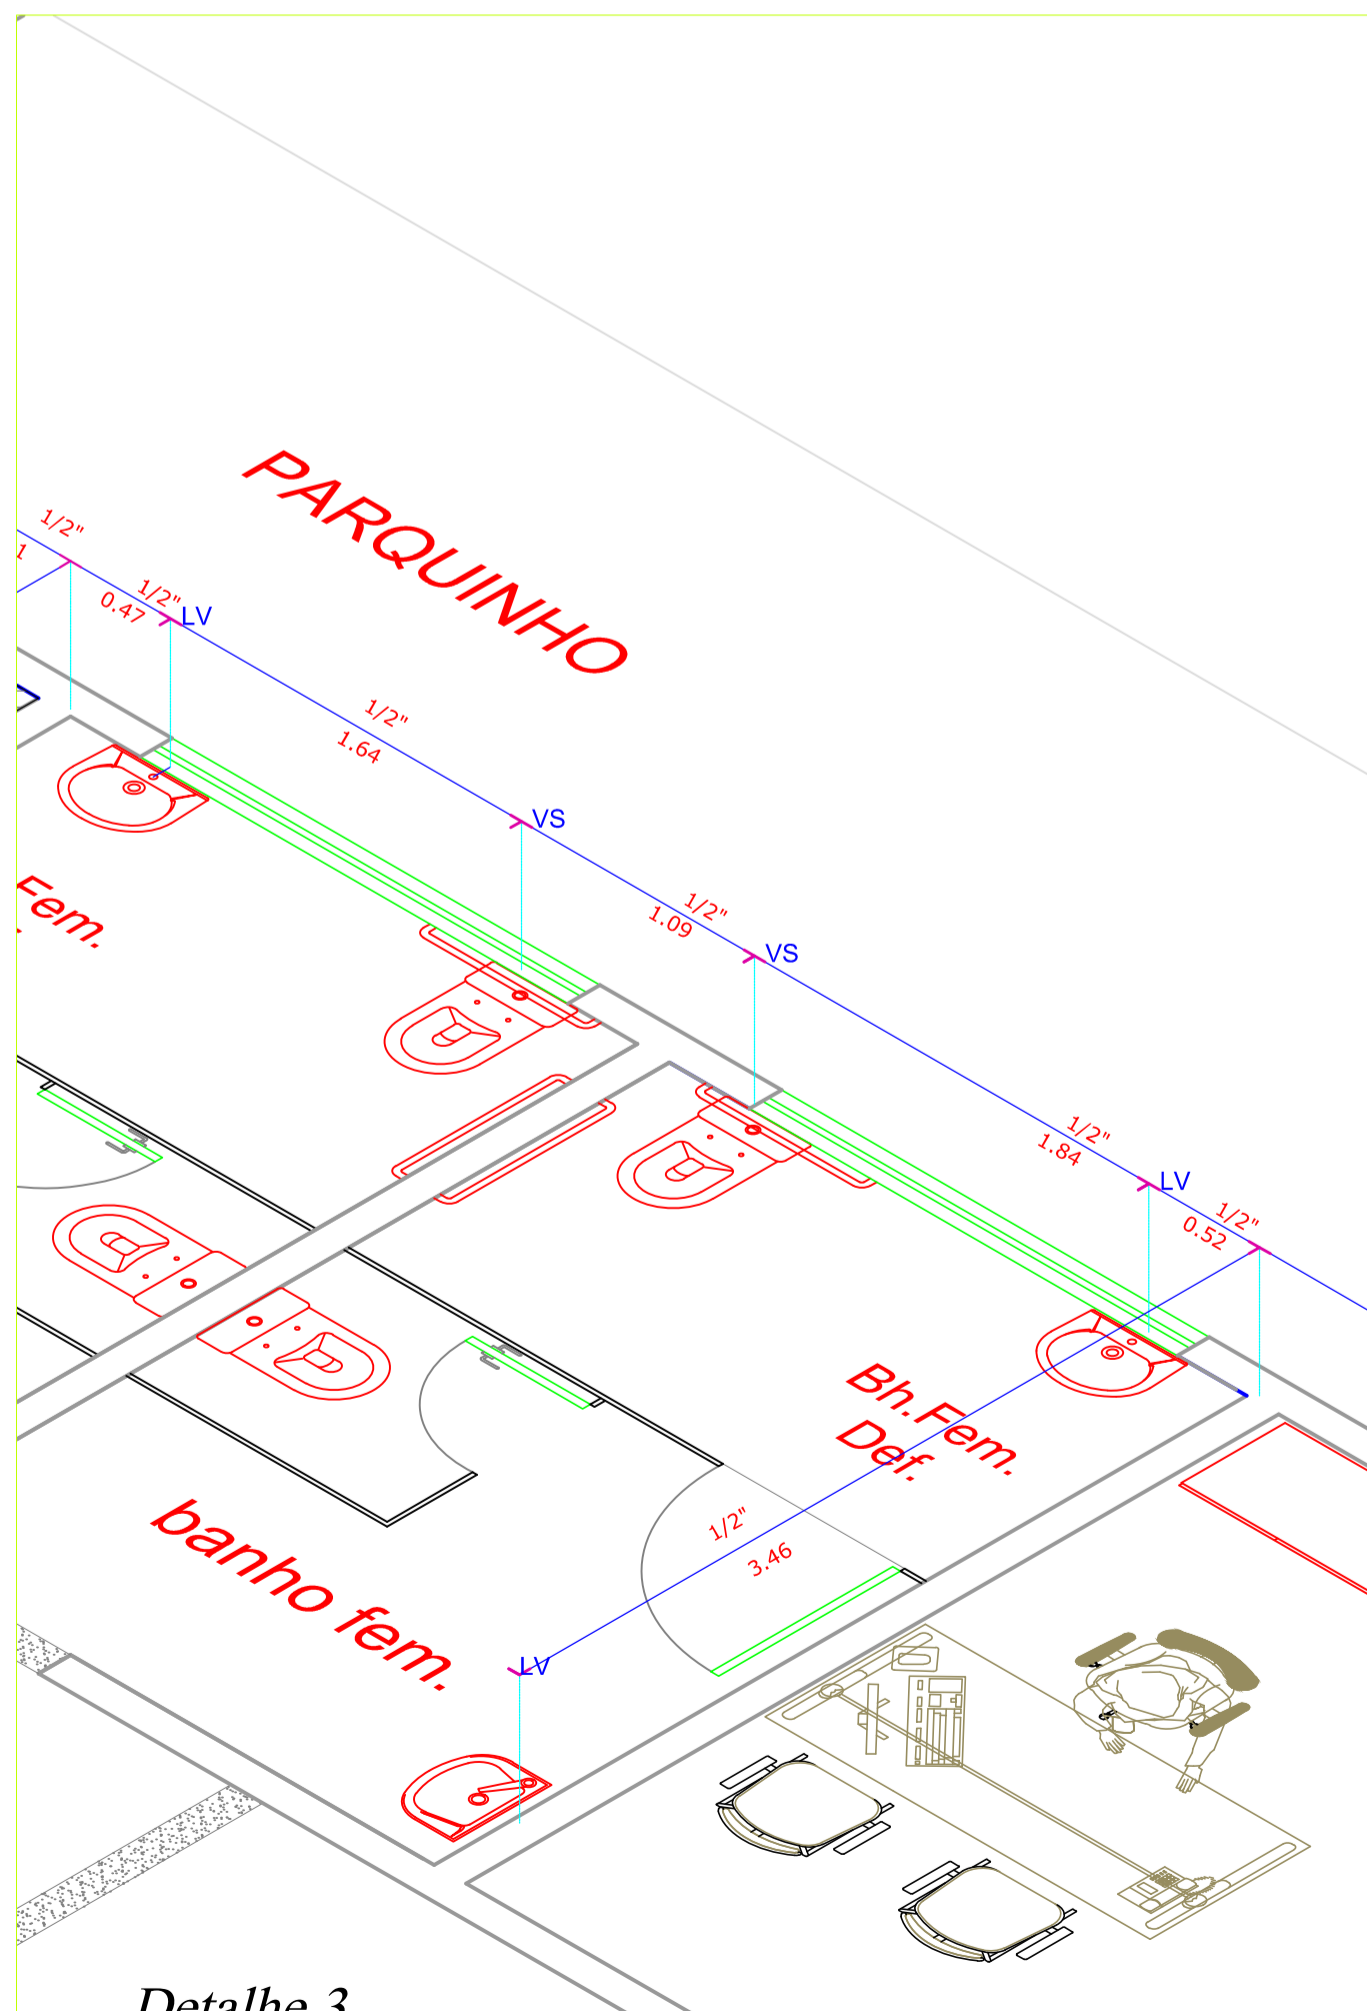 PARQUINHO
1/2"
1
1/2"
0.47
LV
1/2"
1.64
VS
1/2"
1.09
VS
1/2"
1.84
LV
1/2"
0.52
Fem.
Bh.Fem.
Def.
1/2"
3.46
banho fem.
LV
Detalhe 3